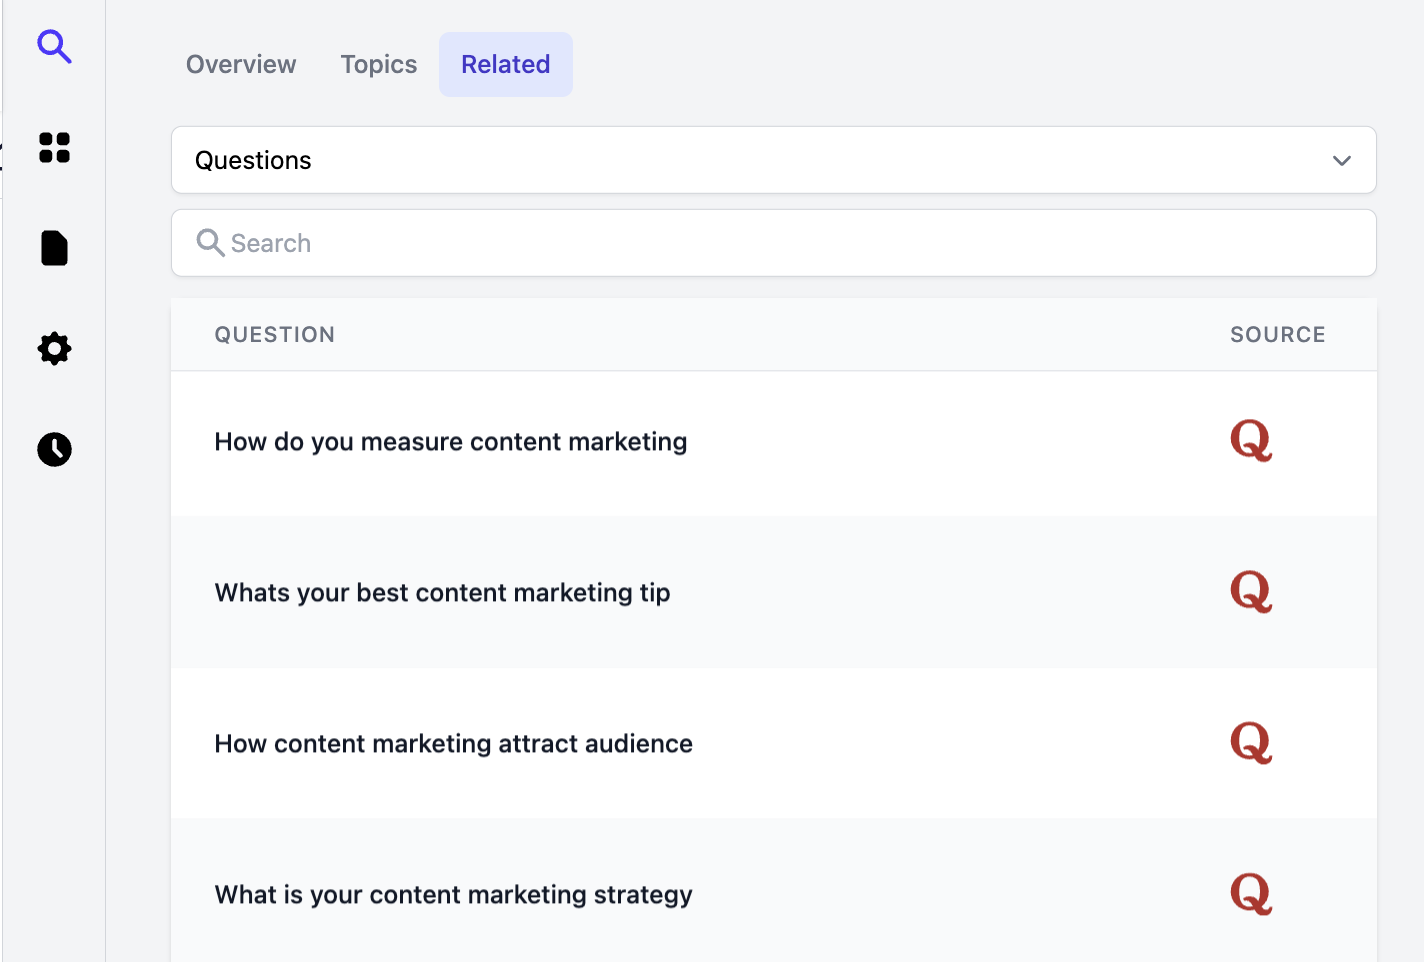 Overview Topics Related
Questions
Search
QUESTION SOURCE
How do you measure content marketing Q
Whats your best content marketing tip Q
How content marketing attract audience Q
What is your content marketing strategy Q